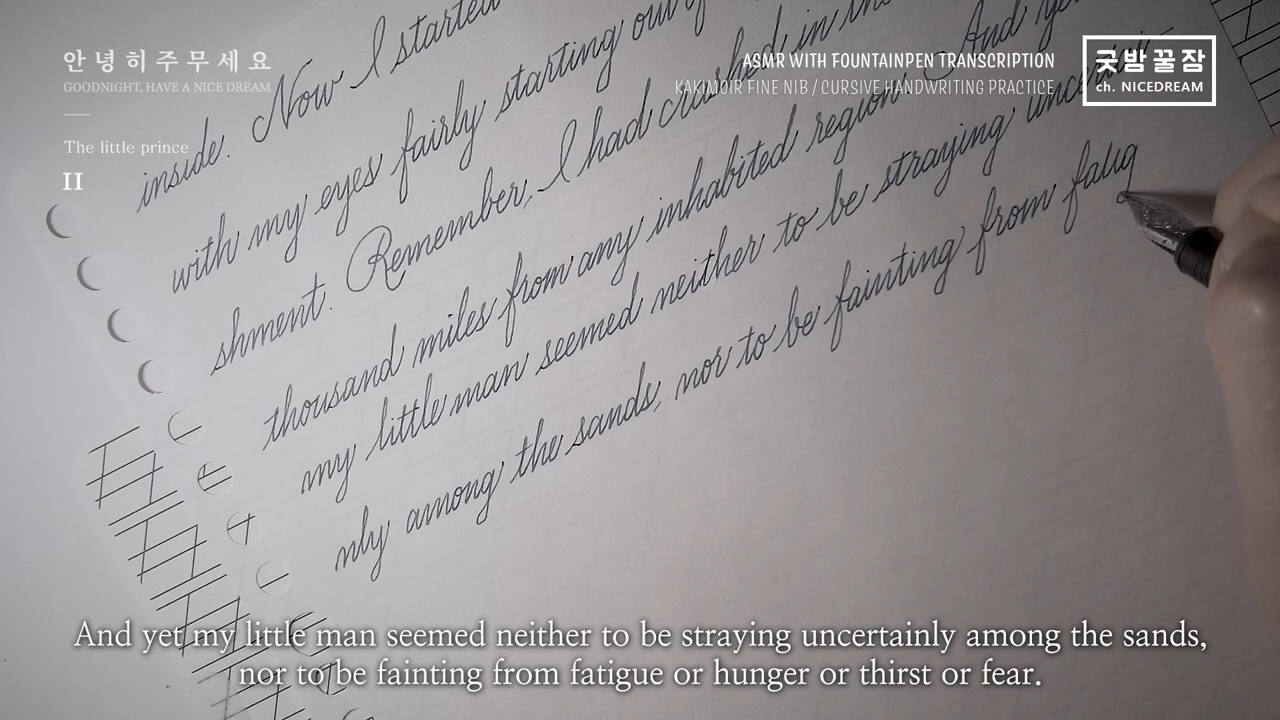 안녕히주무세요
GOODNIGHT, HAVE A NICE DREAM
The little prince
II
ASMR WITH FOUNTAINPEN TRANSCRIPTION
KAKIMOIR FINE NIB / CURSIVE HANDWRITING PRACTICE
굿밤꿀잠
ch. NICEDREAM
inside. Now I started
with my eyes fairly starting out of
shment. Remember, I had crashed in the
thousand miles from any inhabited region. And yet
my little man seemed neither to be straying uncertai-
nly among the sands, nor to be fainting from fatig
And yet my little man seemed neither to be straying uncertainly among the sands,
nor to be fainting from fatigue or hunger or thirst or fear.